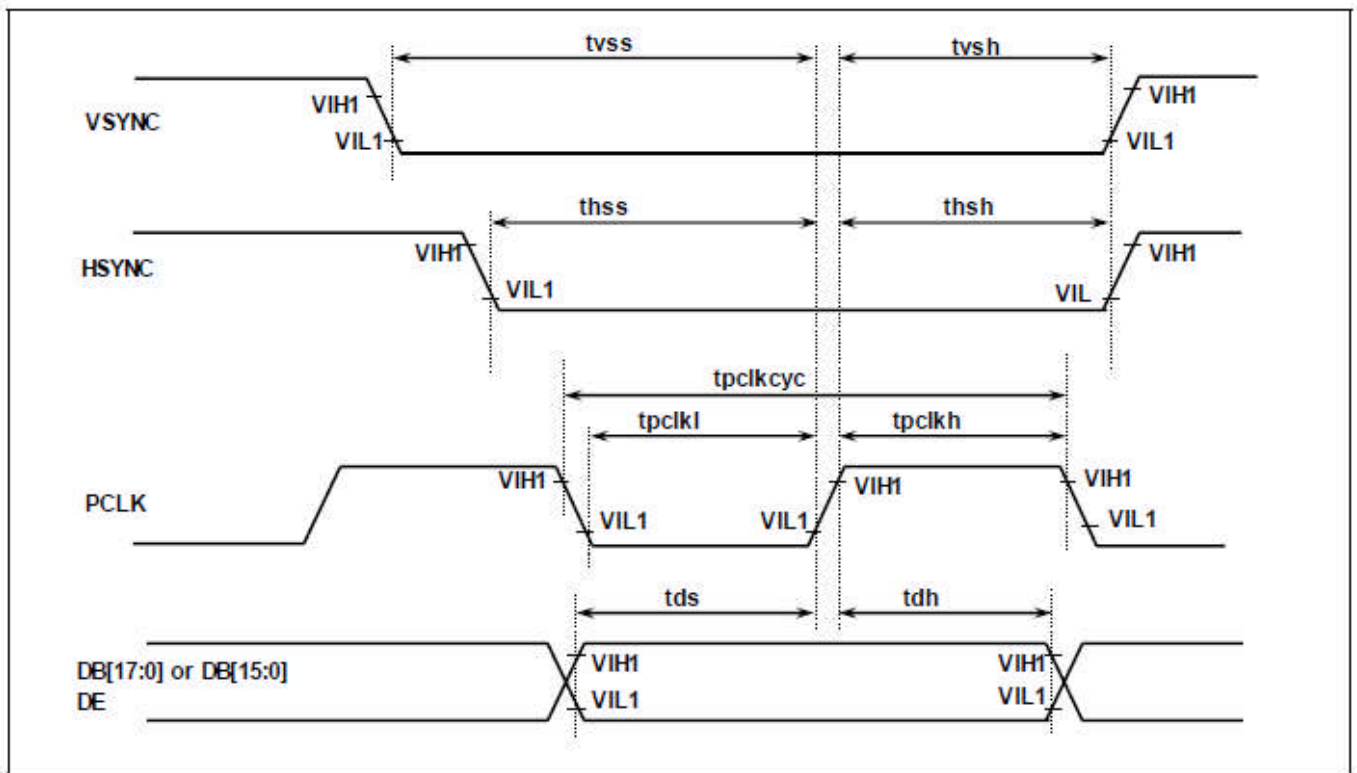 tvss tvsh
VIH1 VIH1
VSYNC
VIL1 VIL1
thss thsh
VIH1 VIH1
HSYNC
VIL1 VIL
tpclkcyc
tpclkl tpclkh
VIH1 VIH1 VIH1
PCLK
VIL1 VIL1 VIL1
tds tdh
DB[17:0] or DB[15:0] VIH1 VIH1
DE VIL1 VIL1